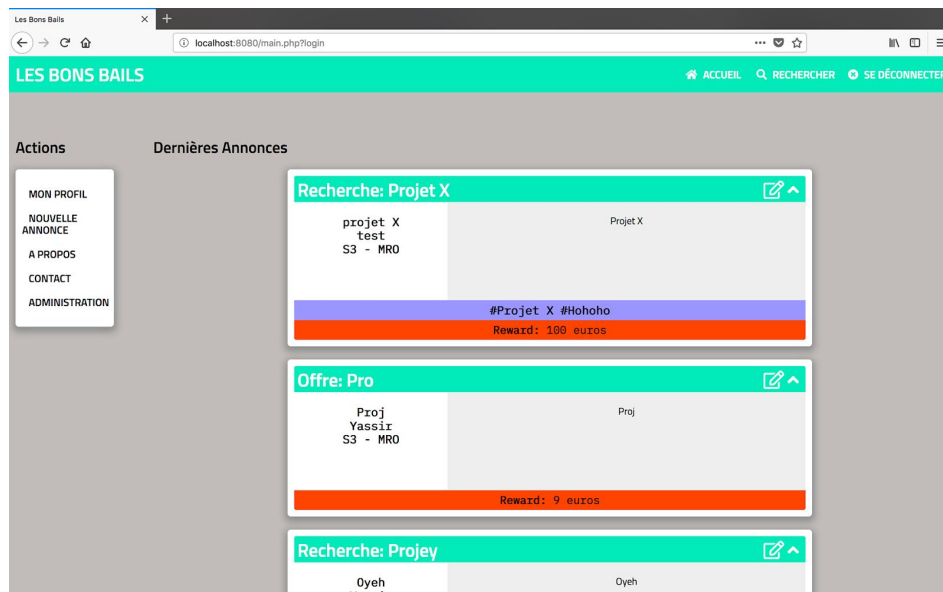 Les Bons Bails
localhost:8080/main.php?login
LES BONS BAILS
ACCUEIL
RECHERCHER
SE DÉCONNECTER
Actions
Dernières Annonces
MON PROFIL
NOUVELLE
ANNONCE
A PROPOS
CONTACT
ADMINISTRATION
Recherche: Projet X
projet X
test
S3 - MRO
Projet X
#Projet X #Hohoho
Reward: 100 euros
Offre: Pro
Proj
Yassir
S3 - MRO
Proj
Reward: 9 euros
Recherche: Projey
Oyeh
Oyeh